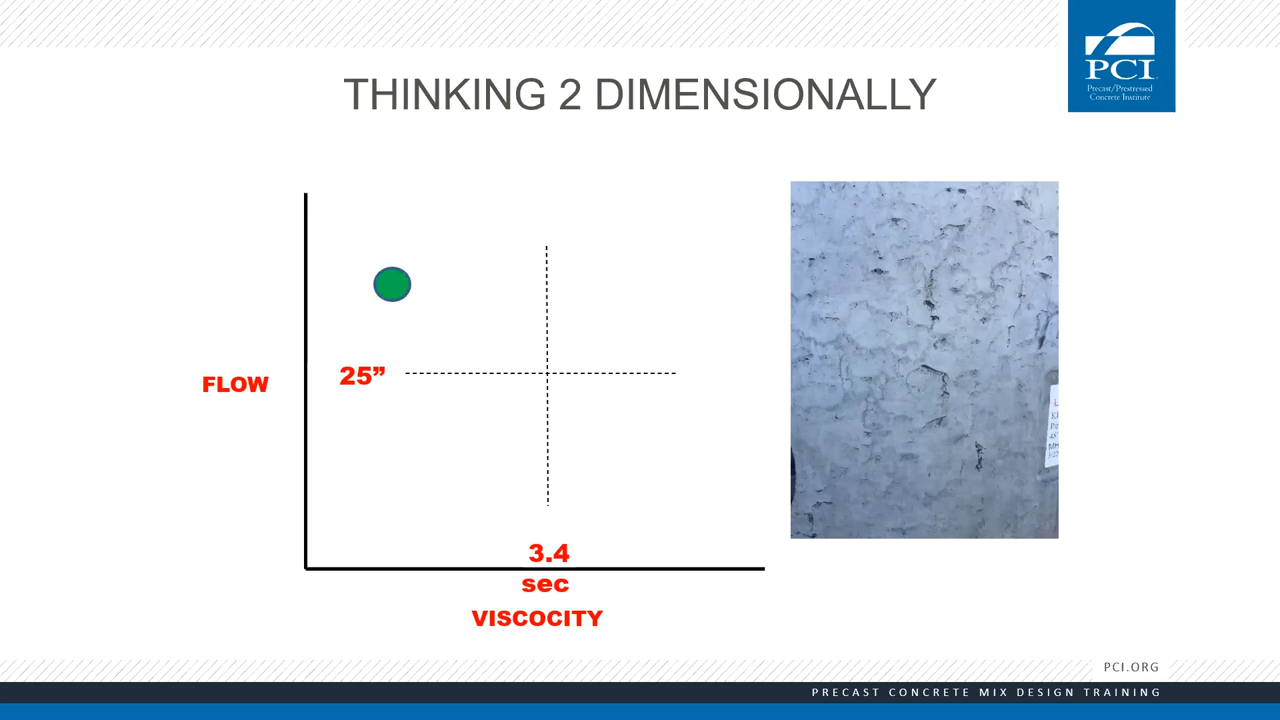 PCI
Precast/Prestressed
Concrete Institute
THINKING 2 DIMENSIONALLY
FLOW
25”
3.4
sec
VISCOCITY
PCI.ORG
PRECAST CONCRETE MIX DESIGN TRAINING